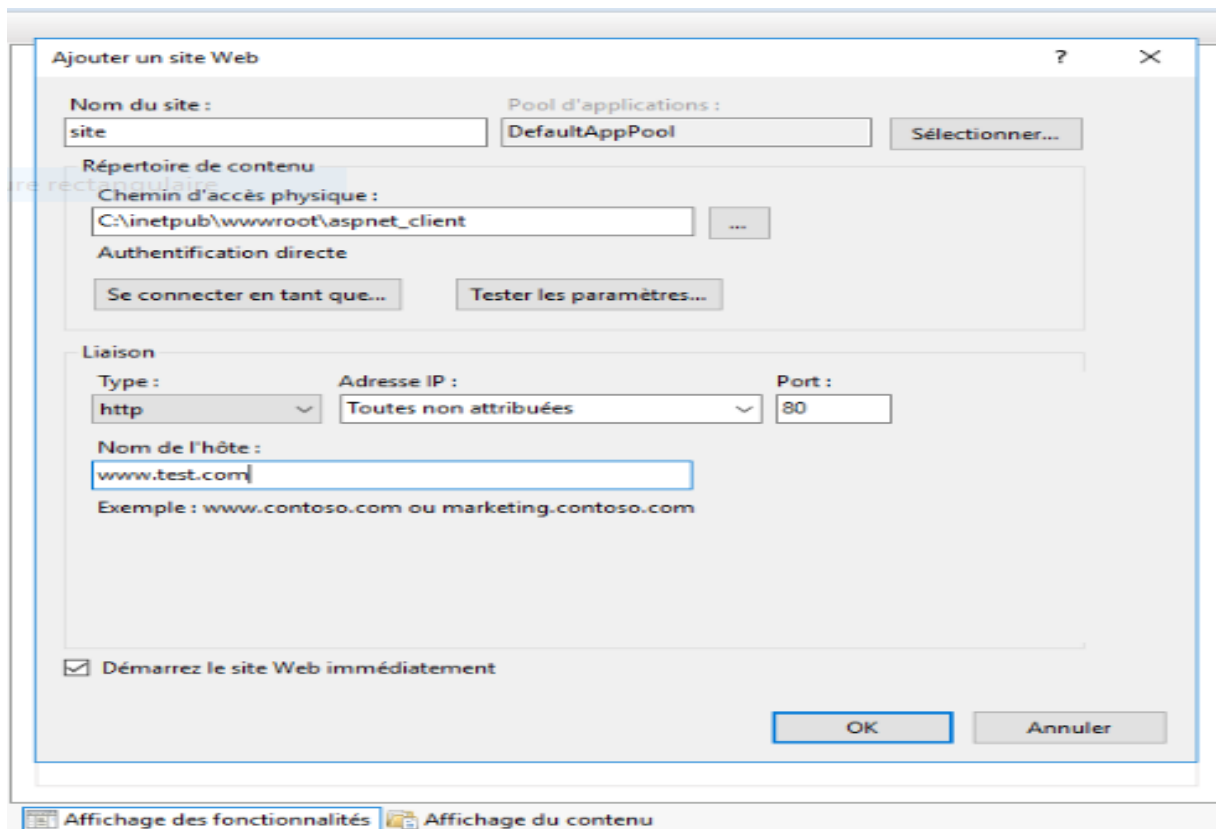 Ajouter un site Web
?
Nom du site :
Pool d'applications :
site
DefaultAppPool
Sélectionner...
Répertoire de contenu
ure rectangulaire
Chemin d'accès physique :
C:\inetpub\wwwroot\aspnet_client
...
Authentification directe
Se connecter en tant que...
Tester les paramètres...
Liaison
Type :
Adresse IP :
Port :
http
Toutes non attribuées
80
Nom de l'hôte :
www.test.com
Exemple : www.contoso.com ou marketing.contoso.com
Démarrez le site Web immédiatement
OK
Annuler
Affichage des fonctionnalités
Affichage du contenu